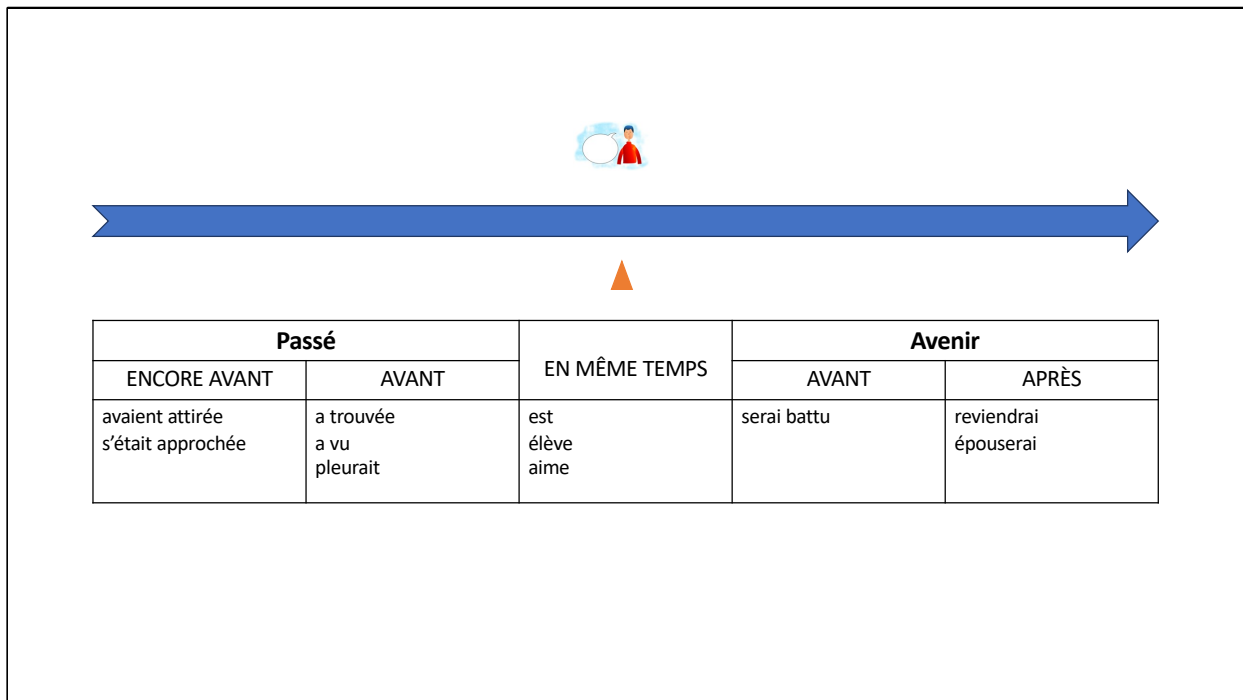 Passé
EN MÊME TEMPS
Avenir
ENCORE AVANT
AVANT
AVANT
APRÈS
avaient attirée
s'était approchée
a trouvée
a vu
pleurait
est
élève
aime
serai battu
reviendrai
épouserai